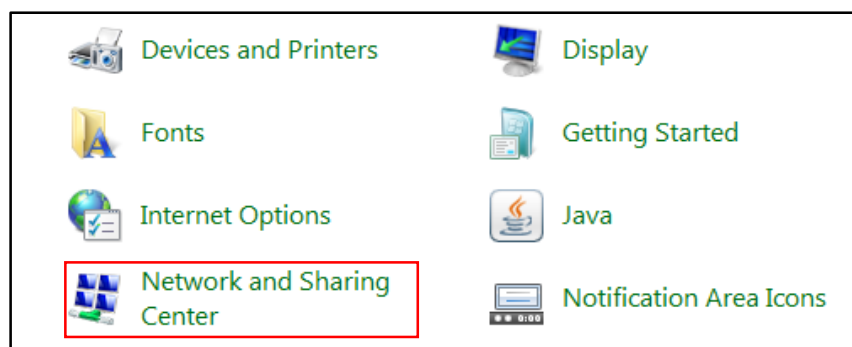 Devices and Printers
Display
Fonts
Getting Started
Internet Options
Java
Network and Sharing
Center
Notification Area Icons